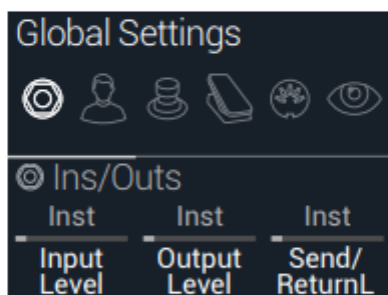 Global Settings
Ins/Outs
Inst Inst Inst
Input Output Send/
Level Level ReturnL